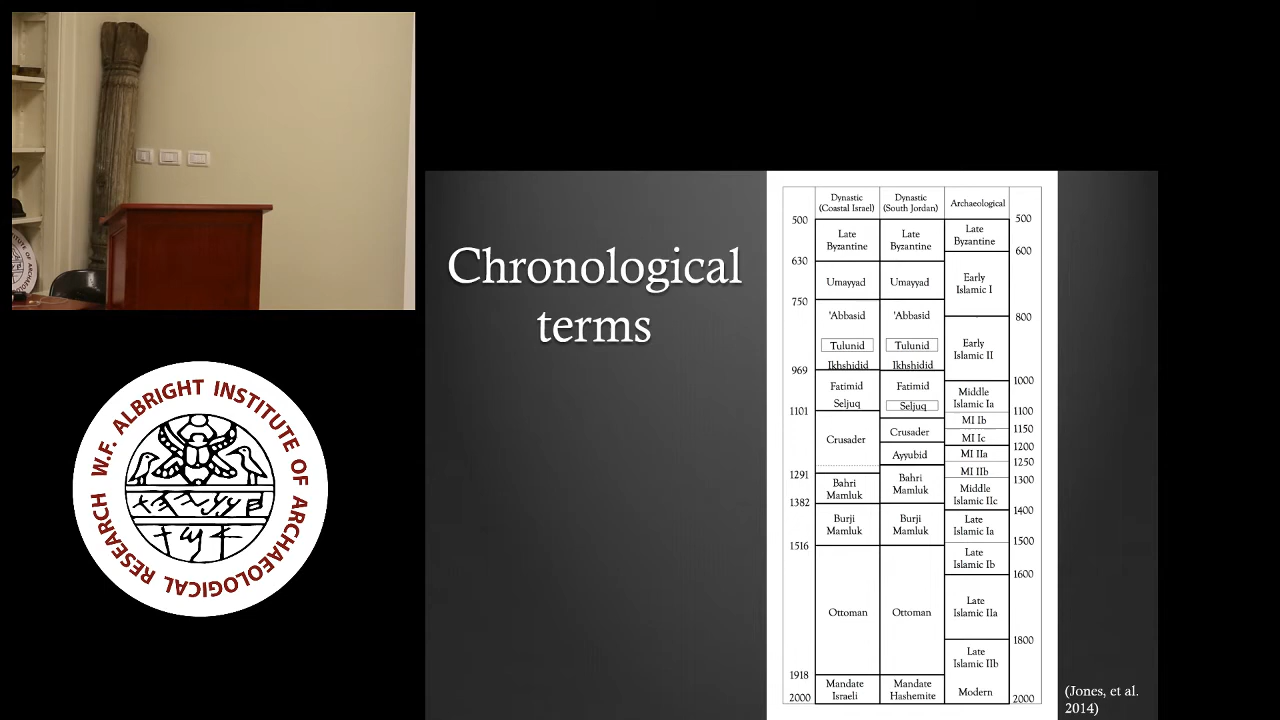 W.F. ALBRIGHT INSTITUTE OF ARCHAEOLOGICAL RESEARCH
Chronological
terms
Dynastic
(Coastal Israel)
Dynastic
(South Jordan)
Archaeological
500
630
750
969
1101
1291
1382
1516
1918
2000
Late
Byzantine
Umayyad
'Abbasid
Tulunid
Ikhshidid
Fatimid
Seljuq
Crusader
Bahri
Mamluk
Burji
Mamluk
Ottoman
Mandate
Israeli
Late
Byzantine
Umayyad
'Abbasid
Tulunid
Ikhshidid
Fatimid
Seljuq
Crusader
Ayyubid
Bahri
Mamluk
Burji
Mamluk
Ottoman
Mandate
Hashemite
Late
Byzantine
Early
Islamic I
Early
Islamic II
Middle
Islamic Ia
MI Ib
MI Ic
MI IIa
MI IIb
Middle
Islamic IIc
Late
Islamic Ia
Late
Islamic Ib
Late
Islamic IIa
Late
Islamic IIb
Modern
500
600
800
1000
1100
1150
1200
1250
1300
1400
1500
1600
1800
2000
(Jones, et al.
2014)